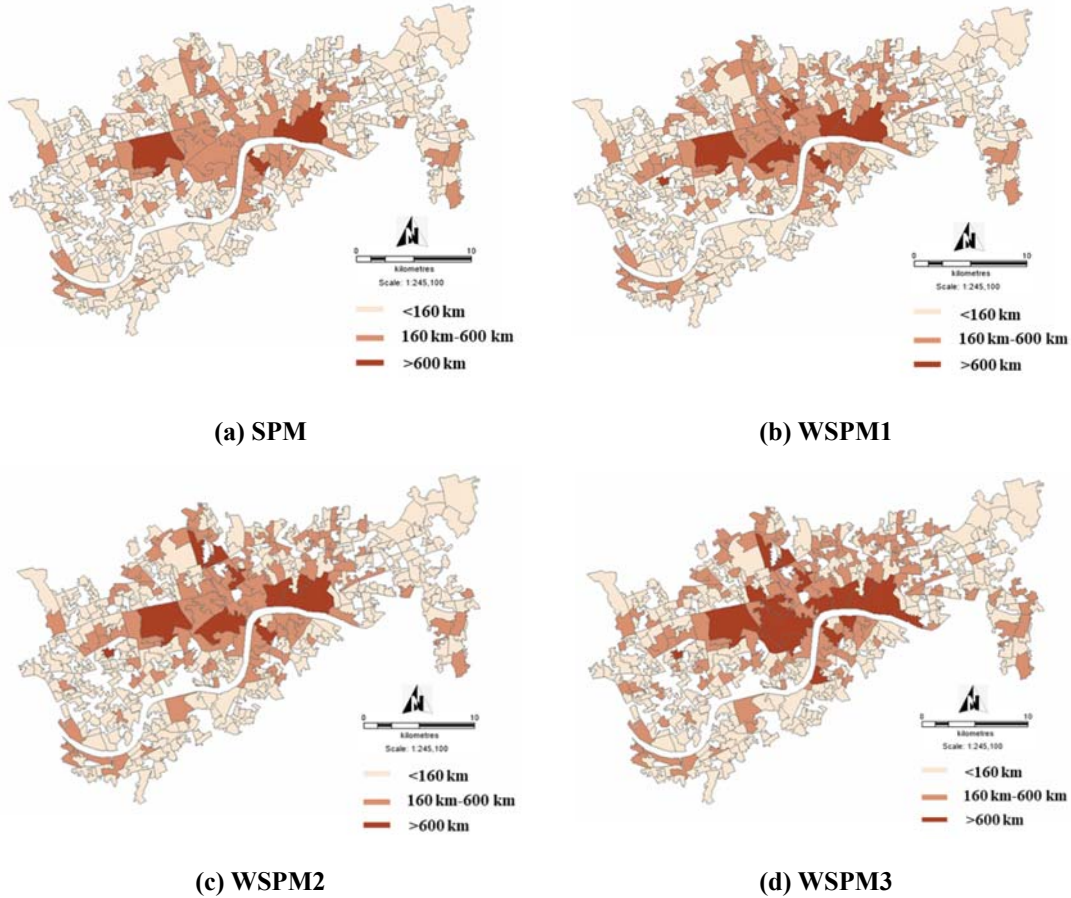 N
0 10
kilometres
Scale: 1:245,100
<160 km
160 km-600 km
>600 km
(a) SPM
N
0 10
kilometres
Scale: 1:245,100
<160 km
160 km-600 km
>600 km
(b) WSPM1
N
0 10
kilometres
Scale: 1:245,100
<160 km
160 km-600 km
>600 km
(c) WSPM2
N
0 10
kilometres
Scale: 1:245,100
<160 km
160 km-600 km
>600 km
(d) WSPM3